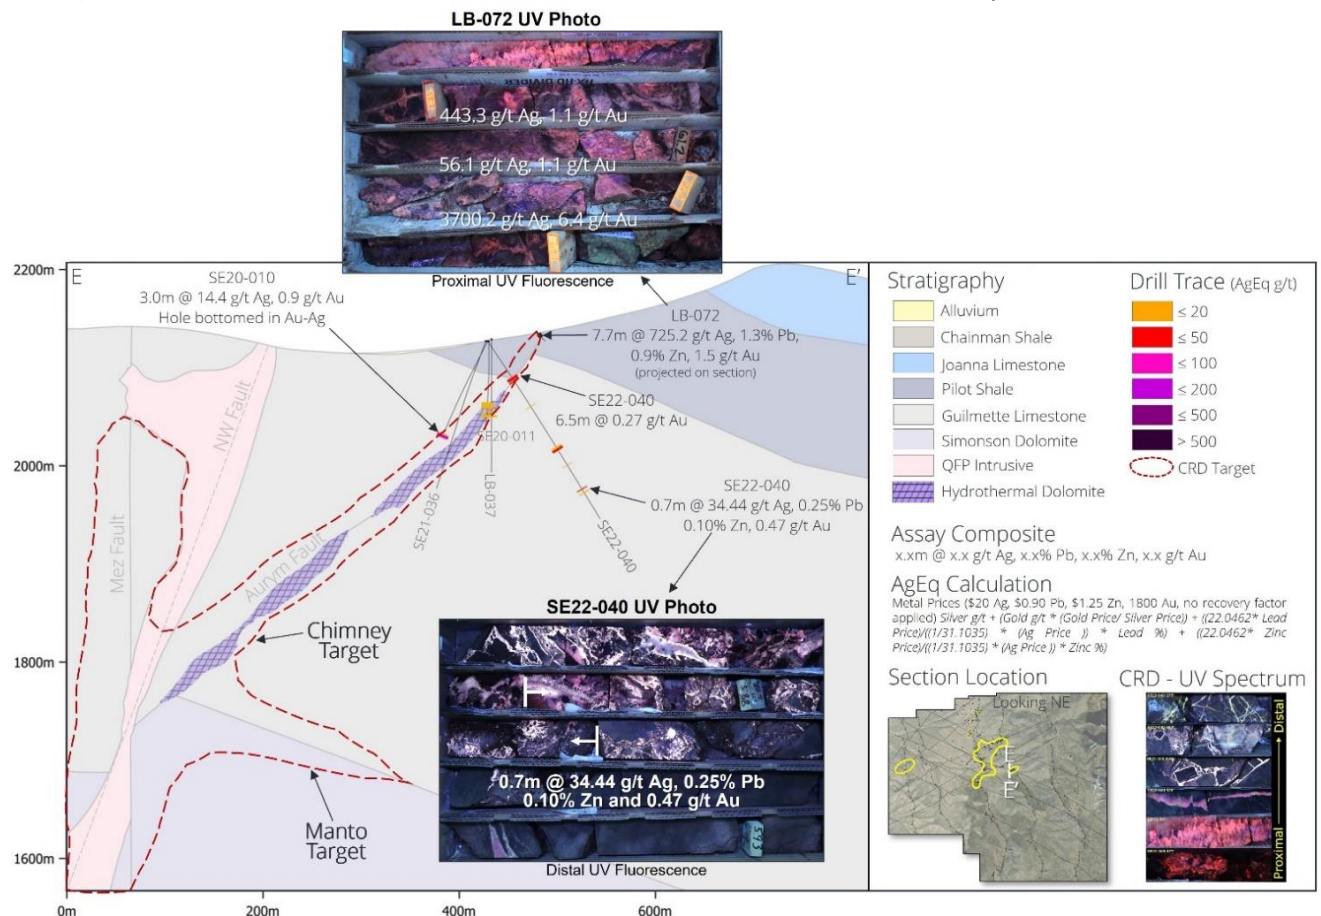 LB-072 UV Photo
443.3 g/t Ag, 1.1 g/t Au
56.1 g/t Ag, 1.1 g/t Au
3700.2 g/t Ag, 6.4 g/t Au
Proximal UV Fluorescence
2200m
2000m
1800m
1600m
0m
200m
400m
600m
E
E'
SE20-010
3.0m @ 14.4 g/t Ag, 0.9 g/t Au
Hole bottomed in Au-Ag
LB-072
7.7m @ 725.2 g/t Ag, 1.3% Pb,
0.9% Zn, 1.5 g/t Au
(projected on section)
SE22-040
6.5m @ 0.27 g/t Au
SE20-011
LB-037
SE21-036
SE22-040
SE22-040
0.7m @ 34.44 g/t Ag, 0.25% Pb
0.10% Zn, 0.47 g/t Au
NW Fault
Mez Fault
Aurym Fault
Chimney
Target
Manto
Target
SE22-040 UV Photo
0.7m @ 34.44 g/t Ag, 0.25% Pb
0.10% Zn and 0.47 g/t Au
593
Distal UV Fluorescence
Stratigraphy
Alluvium
Chainman Shale
Joanna Limestone
Pilot Shale
Guilmette Limestone
Simonson Dolomite
QFP Intrusive
Hydrothermal Dolomite
Drill Trace (AgEq g/t)
≤ 20
≤ 50
≤ 100
≤ 200
≤ 500
> 500
CRD Target
Assay Composite
x.xm @ x.x g/t Ag, x.x% Pb, x.x% Zn, x.x g/t Au
AgEq Calculation
Metal Prices ($20 Ag, $0.90 Pb, $1.25 Zn, 1800 Au, no recovery factor
applied) Silver g/t + (Gold g/t * (Gold Price/ Silver Price)) + ((22.0462* Lead
Price)/((1/31.1035) * (Ag Price )) * Lead %) + ((22.0462* Zinc
Price)/((1/31.1035) * (Ag Price )) * Zinc %)
Section Location
Looking NE
E
E'
CRD - UV Spectrum
Distal
Proximal